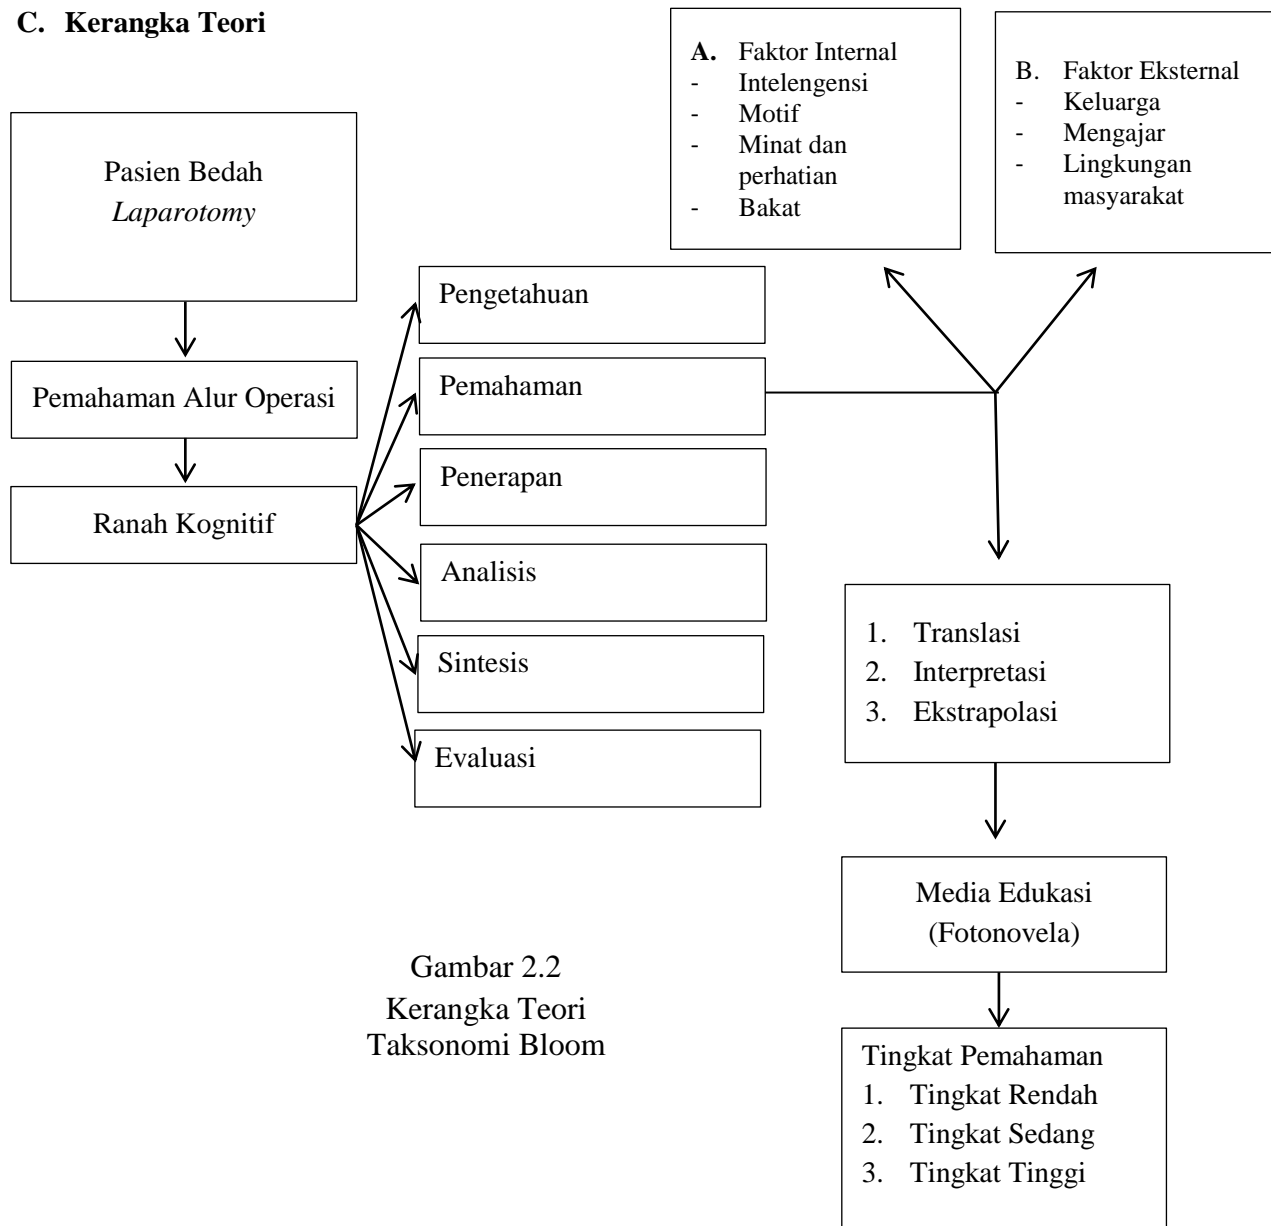 C. Kerangka Teori
A. Faktor Internal
- Intelengensi
- Motif
- Minat dan
perhatian
- Bakat
B. Faktor Eksternal
- Keluarga
- Mengajar
- Lingkungan
masyarakat
Pasien Bedah
Laparotomy
Pemahaman Alur Operasi
Ranah Kognitif
Pengetahuan
Pemahaman
Penerapan
Analisis
Sintesis
Evaluasi
1. Translasi
2. Interpretasi
3. Ekstrapolasi
Media Edukasi
(Fotonovela)
Tingkat Pemahaman
1. Tingkat Rendah
2. Tingkat Sedang
3. Tingkat Tinggi
Gambar 2.2
Kerangka Teori
Taksonomi Bloom